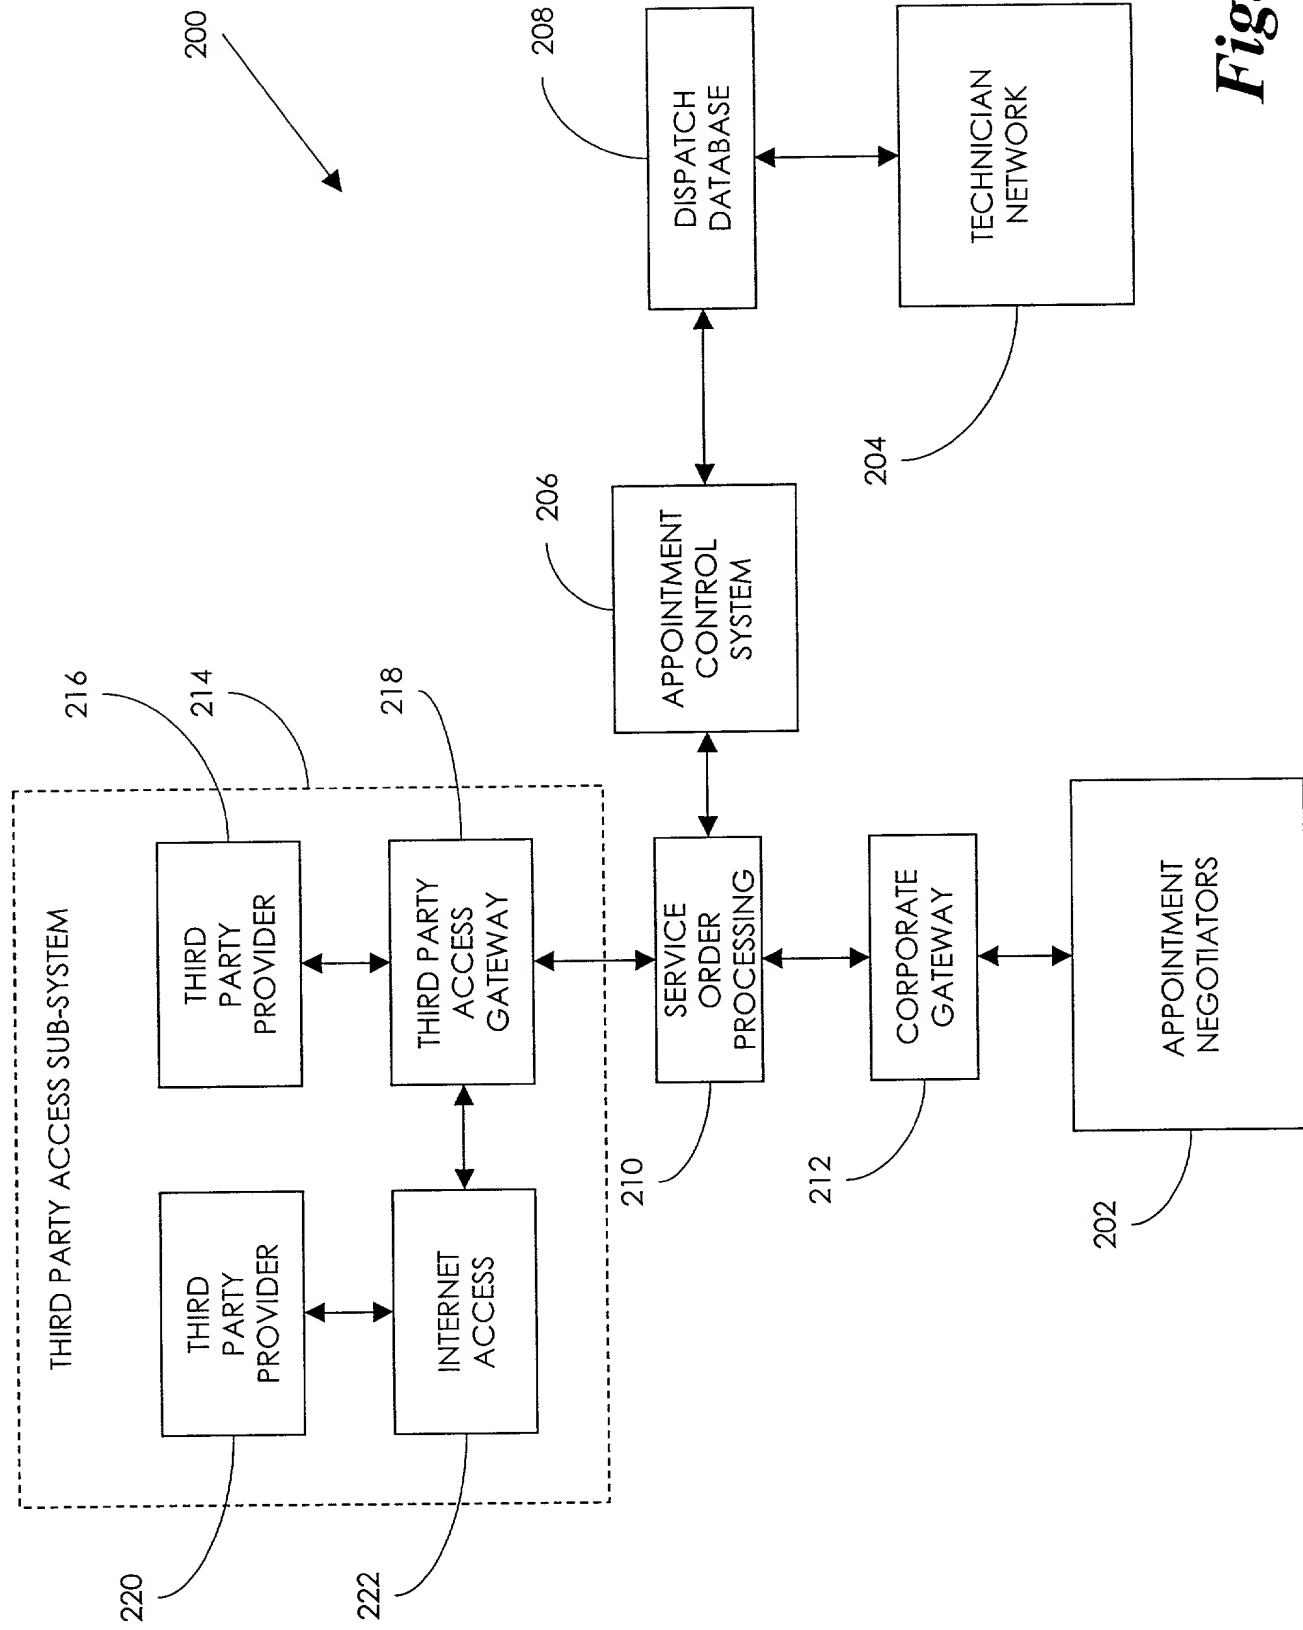 THIRD PARTY ACCESS SUB-SYSTEM
220
THIRD
PARTY
PROVIDER
THIRD
PARTY
PROVIDER
216
214
200
222
INTERNET
ACCESS
THIRD PARTY
ACCESS
GATEWAY
218
210
SERVICE
ORDER
PROCESSING
206
APPOINTMENT
CONTROL
SYSTEM
208
DISPATCH
DATABASE
212
CORPORATE
GATEWAY
204
TECHNICIAN
NETWORK
202
APPOINTMENT
NEGOTIATORS
Fig